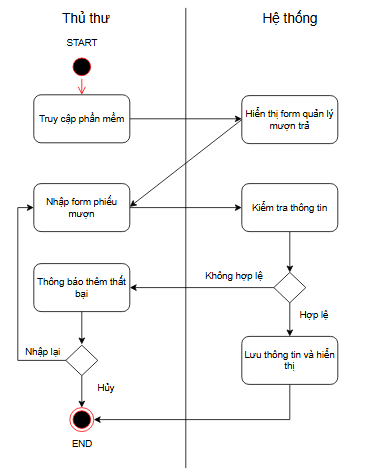 Thủ thư
Hệ thống
START
Truy cập phần mềm
Hiển thị form quản lý
mượn trả
Nhập form phiếu
mượn
Kiểm tra thông tin
Không hợp lệ
Thông báo thêm thất
bại
Hợp lệ
Nhập lại
Lưu thông tin và hiển
thị
Hủy
END